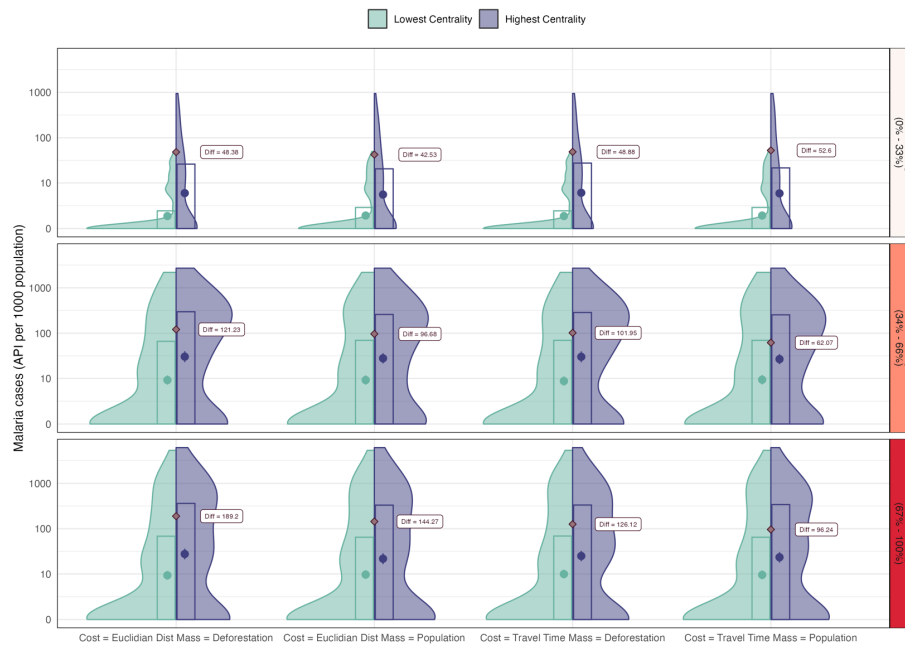 Lowest Centrality Highest Centrality
Malaria cases (API per 1000 population)
1000
100
10
0
Diff = 48.38
Diff = 42.53
Diff = 48.88
Diff = 52.6
(0% - 33%)
1000
100
10
0
Diff = 121.23
Diff = 96.68
Diff = 101.95
Diff = 62.07
(34% - 66%)
1000
100
10
0
Diff = 189.2
Diff = 144.27
Diff = 126.12
Diff = 96.24
(67% - 100%)
Cost = Euclidian Dist Mass = Deforestation Cost = Euclidian Dist Mass = Population Cost = Travel Time Mass = Deforestation Cost = Travel Time Mass = Population